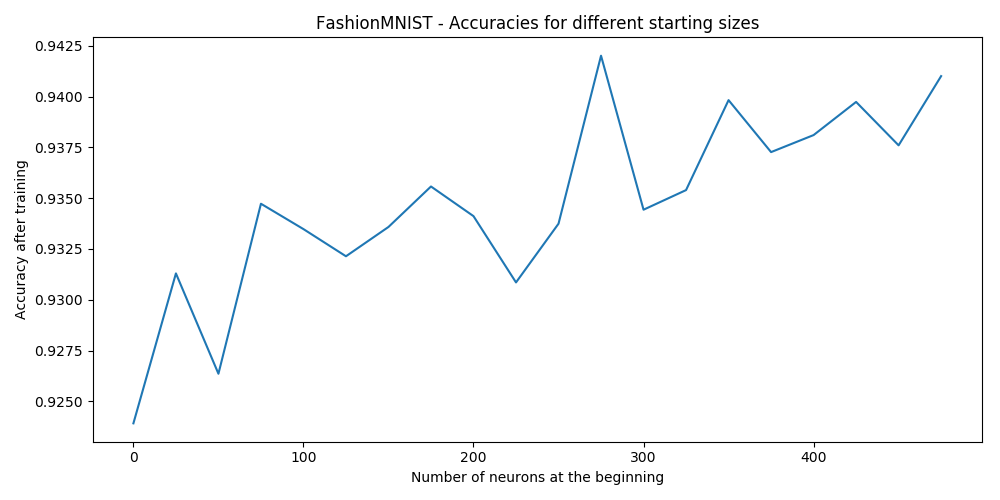 FashionMNIST - Accuracies for different starting sizes
0.9425
0.9400
0.9375
0.9350
0.9325
0.9300
0.9275
0.9250
Accuracy after training
0 100 200 300 400
Number of neurons at the beginning